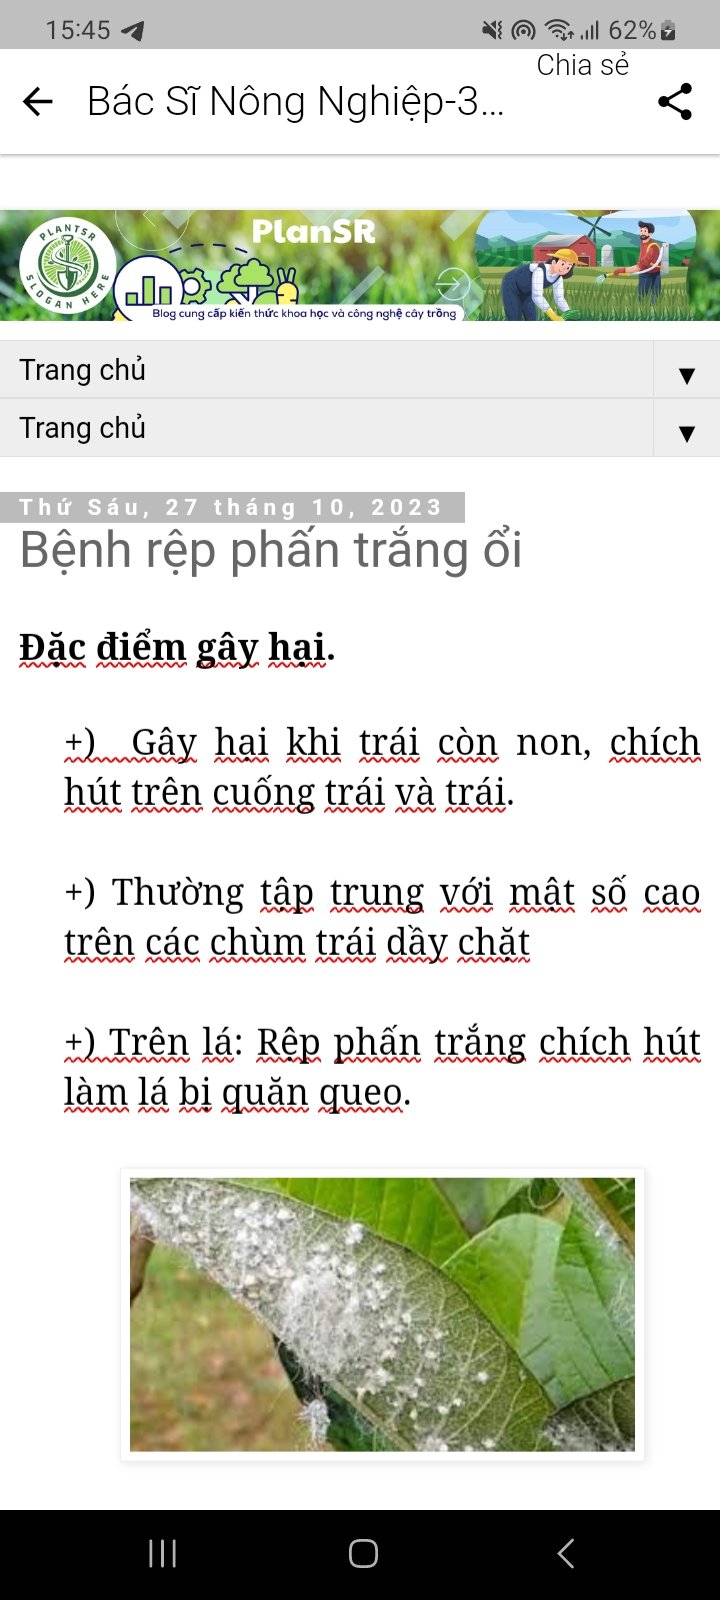 15:45
62%
Chia sẻ
Bác Sĩ Nông Nghiệp-3...
PLANTSR
SLOGAN HERE
PlanSR
Blog cung cấp kiến thức khoa học và công nghệ cây trồng
Trang chủ
Trang chủ
Thứ Sáu, 27 tháng 10, 2023
Bệnh rệp phấn trắng ổi
Đặc điểm gây hại.
+) Gây hại khi trái còn non, chích
hút trên cuống trái và trái.
+) Thường tập trung với mật số cao
trên các chùm trái dầy chặt
+) Trên lá: Rệp phấn trắng chích hút
làm lá bị quăn queo.